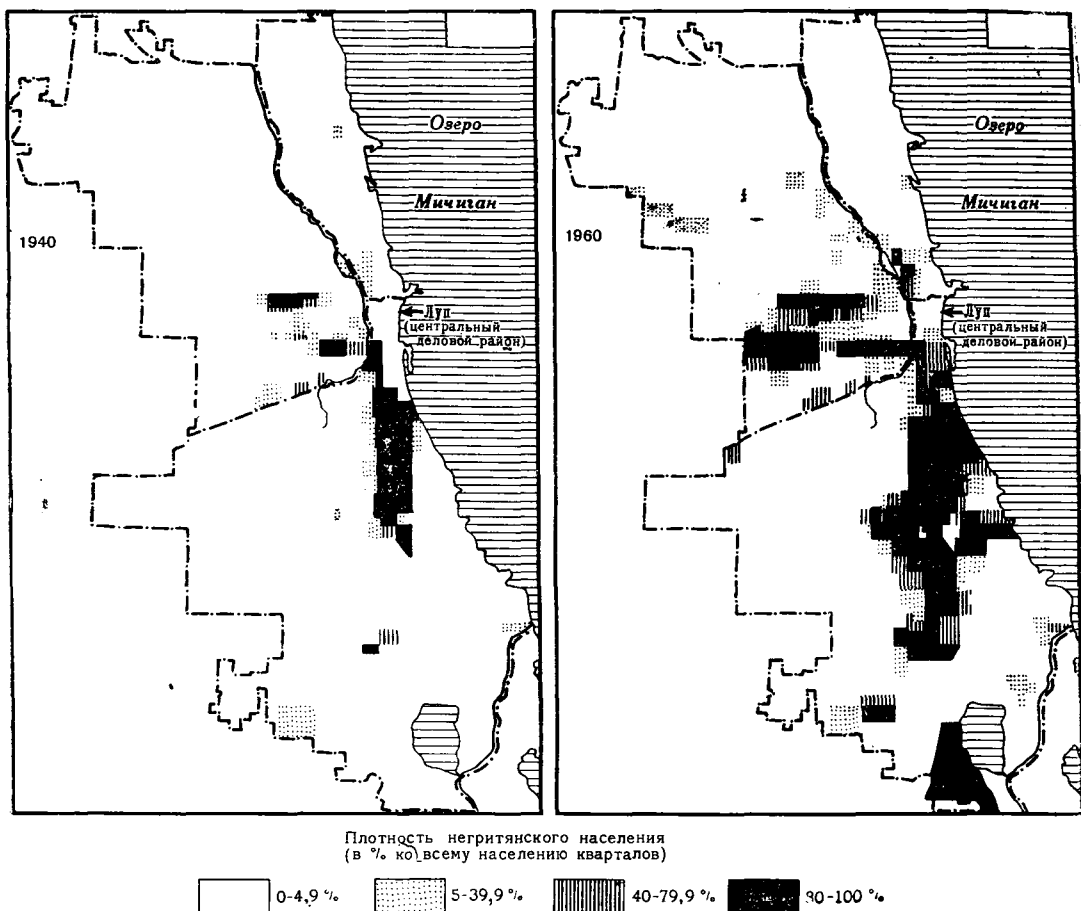 Озеро
Мичиган
1940
Луп
(центральный
деловой район)
Озеро
Мичиган
1960
Луп
(центральный
деловой район)
Плотность негритянского населения
(в % ко всему населению кварталов)
0-4,9 %
5-39,9 %
40-79,9 %
80-100 %